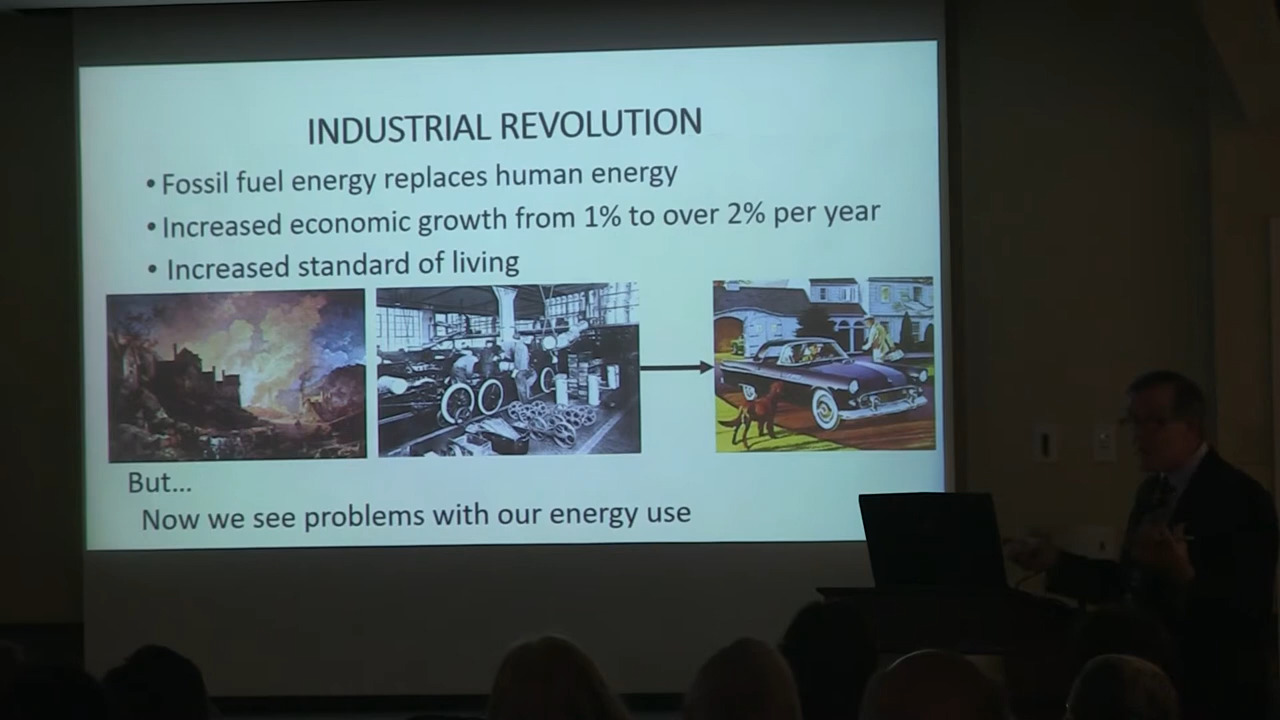 INDUSTRIAL REVOLUTION
• Fossil fuel energy replaces human energy
• Increased economic growth from 1% to over 2% per year
• Increased standard of living
But...
Now we see problems with our energy use